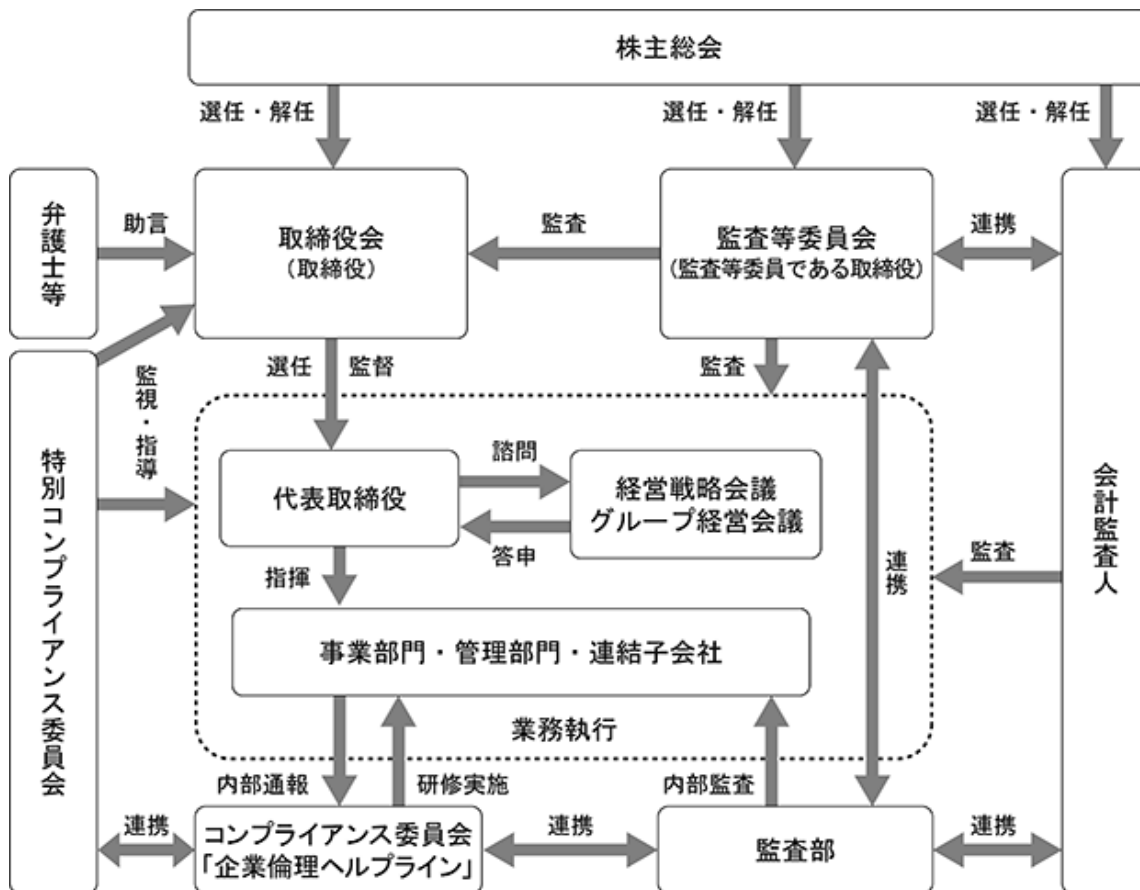 株主総会
選任・解任
選任・解任
選任・解任
弁護士等
助言
取締役会
(取締役)
監査
監査等委員会
(監査等委員である取締役)
連携
会計監査人
選任
監督
監査
監視・指導
特別コンプライアンス委員会
代表取締役
諮問
答申
経営戦略会議
グループ経営会議
連携
監査
指揮
事業部門・管理部門・連結子会社
業務執行
内部通報
研修実施
内部監査
連携
コンプライアンス委員会
「企業倫理ヘルプライン」
連携
監査部
連携